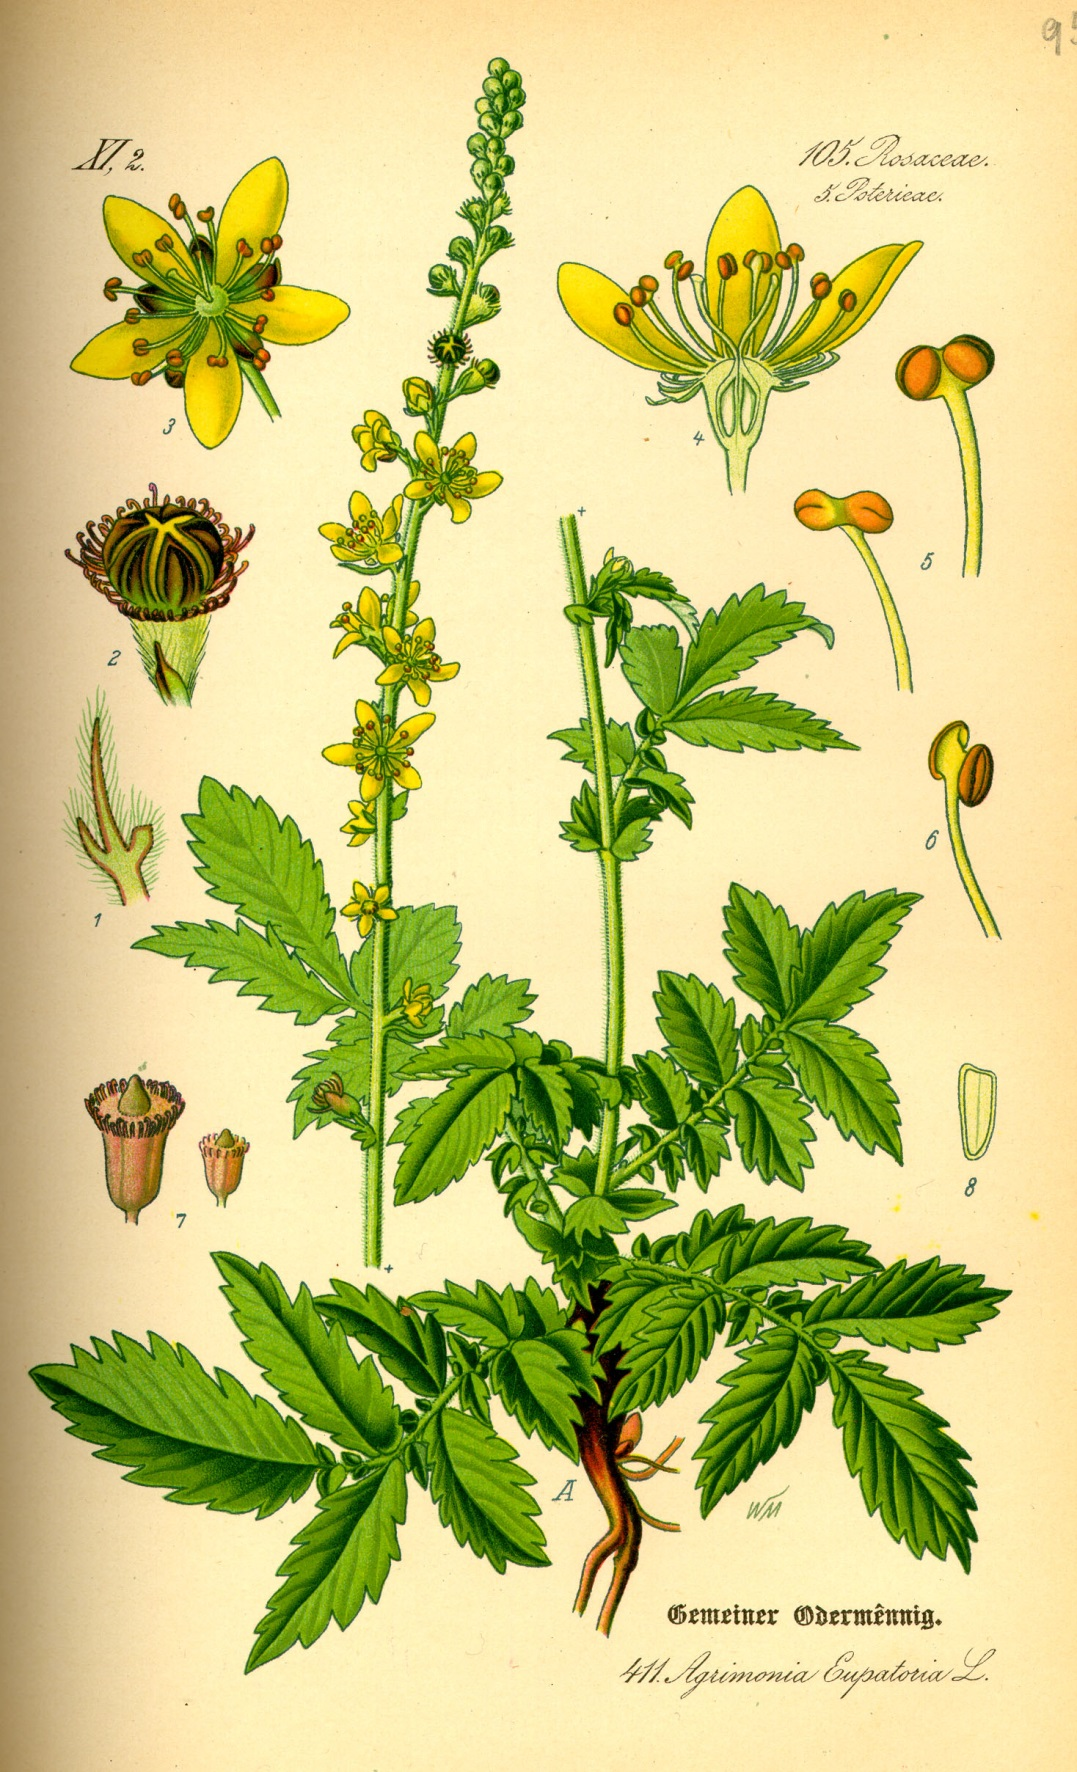 95
XI, 2.
105. Rosaceae.
5. Poterieae.
3
4
5
2
1
6
7
8
A
WM
Gemeiner Odermênnig.
411. Agrimonia Eupatoria L.